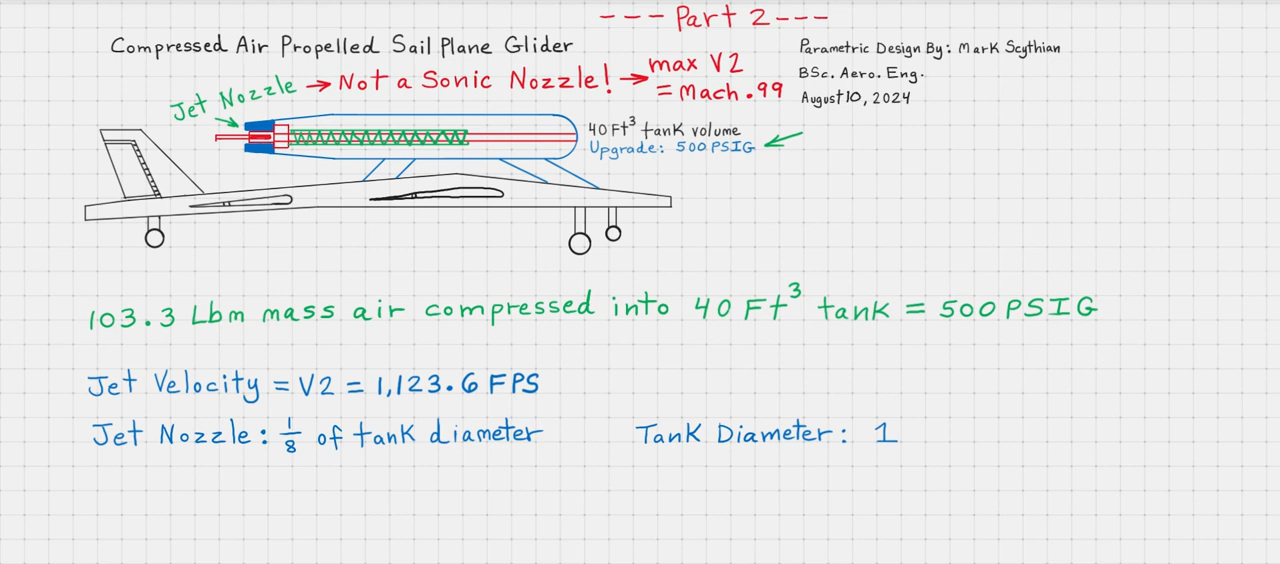 --- Part 2 ---
Compressed Air Propelled Sail Plane Glider
Jet Nozzle → Not a Sonic Nozzle! → max V2
= Mach .99
Parametric Design By: Mark Scythian
BSc. Aero. Eng.
August 10, 2024
40 Ft³ tank volume
Upgrade: 500 PSIG
103.3 Lbm mass air compressed into 40 Ft³ tank = 500 PSIG
Jet Velocity = V2 = 1,123.6 FPS
Jet Nozzle: 1/8 of tank diameter
Tank Diameter: 1